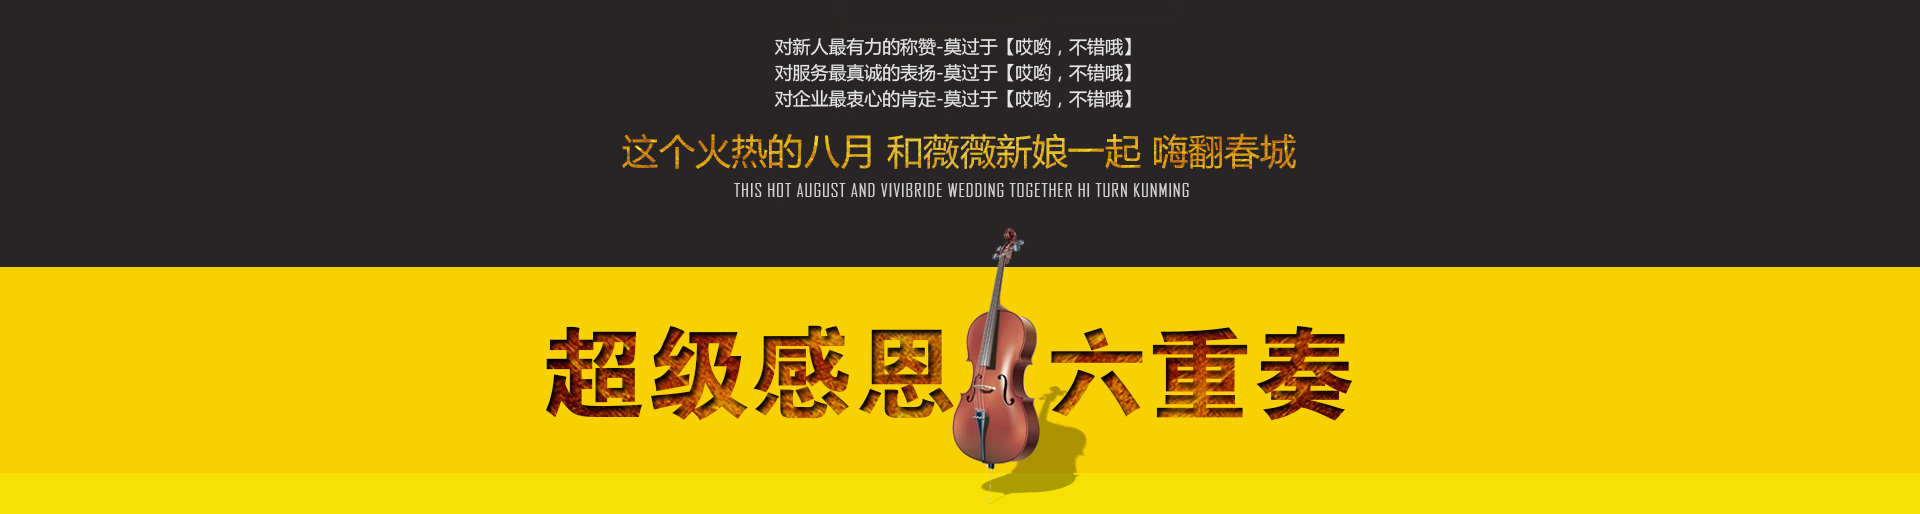 对新人最有力的称赞-莫过于【哎哟，不错哦】
对服务最真诚的表扬-莫过于【哎哟，不错哦】
对企业最衷心的肯定-莫过于【哎哟，不错哦】
这个火热的八月 和薇薇新娘一起 嗨翻春城
THIS HOT AUGUST AND VIVIBRIDE WEDDING TOGETHER HI TURN KUNMING
超级感恩 六重奏